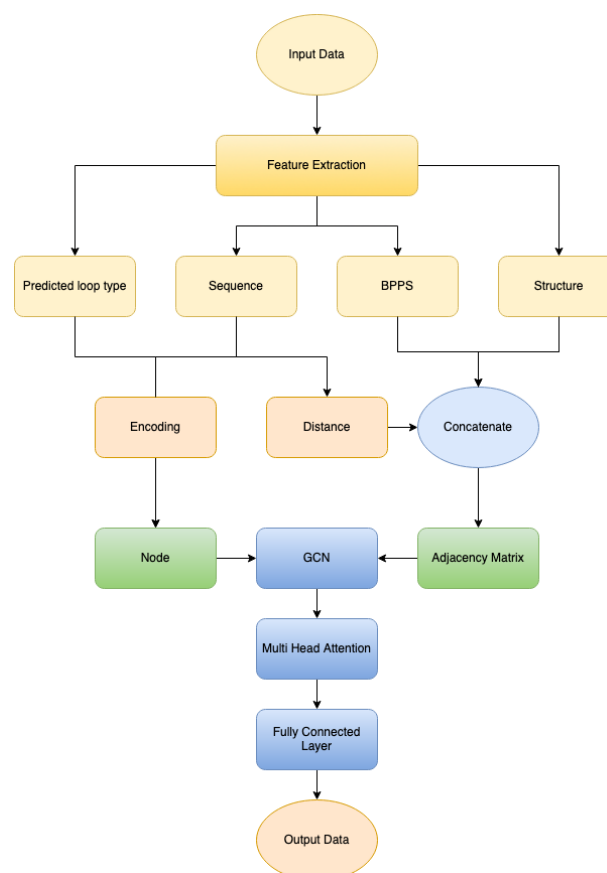 Input Data
Feature Extraction
Predicted loop type
Sequence
BPPS
Structure
Encoding
Distance
Concatenate
Node
GCN
Adjacency Matrix
Multi Head Attention
Fully Connected
Layer
Output Data